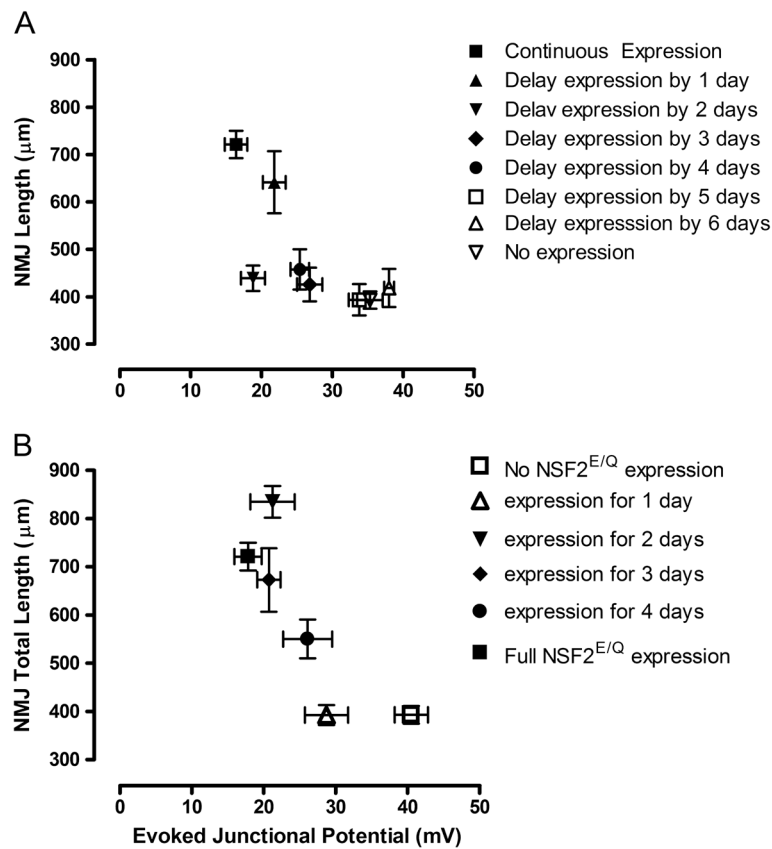 A
NMJ Length (μm)
900
800
700
600
500
400
300
0 10 20 30 40 50
Continuous Expression
Delay expression by 1 day
Delav expression by 2 days
Delay expression by 3 days
Delay expression by 4 days
Delay expression by 5 days
Delay expresssion by 6 days
No expression
B
NMJ Total Length (μm)
900
800
700
600
500
400
300
0 10 20 30 40 50
Evoked Junctional Potential (mV)
No NSF2^E/Q expression
expression for 1 day
expression for 2 days
expression for 3 days
expression for 4 days
Full NSF2^E/Q expression